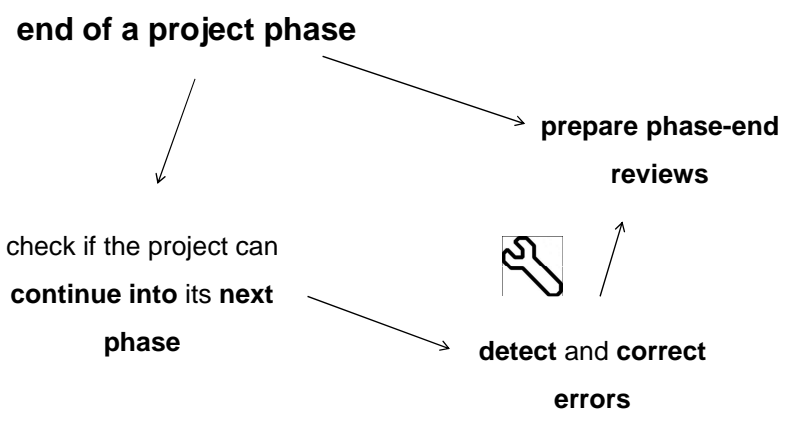 end of a project phase
prepare phase-end
reviews
check if the project can
continue into its next
phase
detect and correct
errors